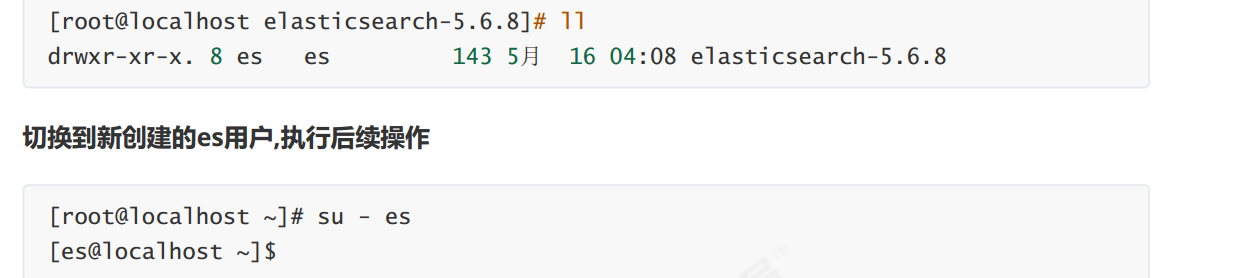 [root@localhost elasticsearch-5.6.8]# ll
drwxr-xr-x. 8 es   es         143 5月  16 04:08 elasticsearch-5.6.8
切换到新创建的es用户,执行后续操作
[root@localhost ~]# su - es
[es@localhost ~]$